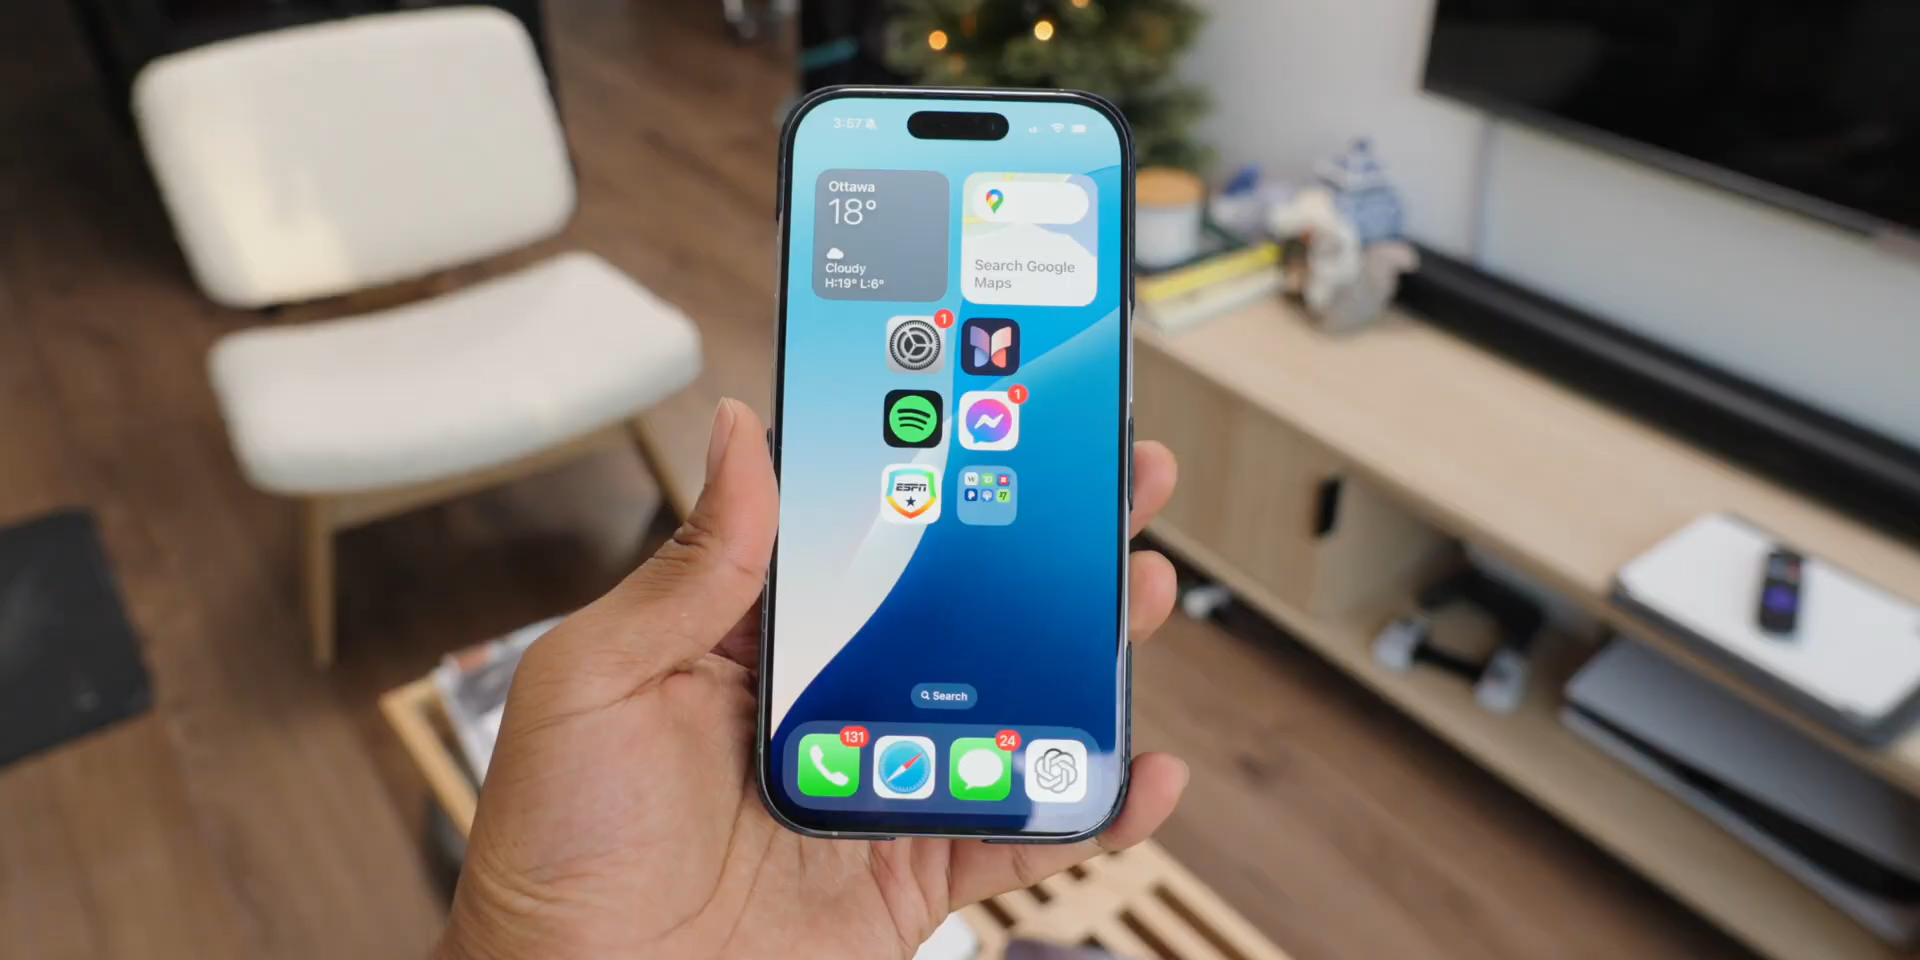 3:57
Ottawa
18°
Cloudy
H:19° L:6°
Search Google
Maps
1
1
ESPN
W
Search
131
24